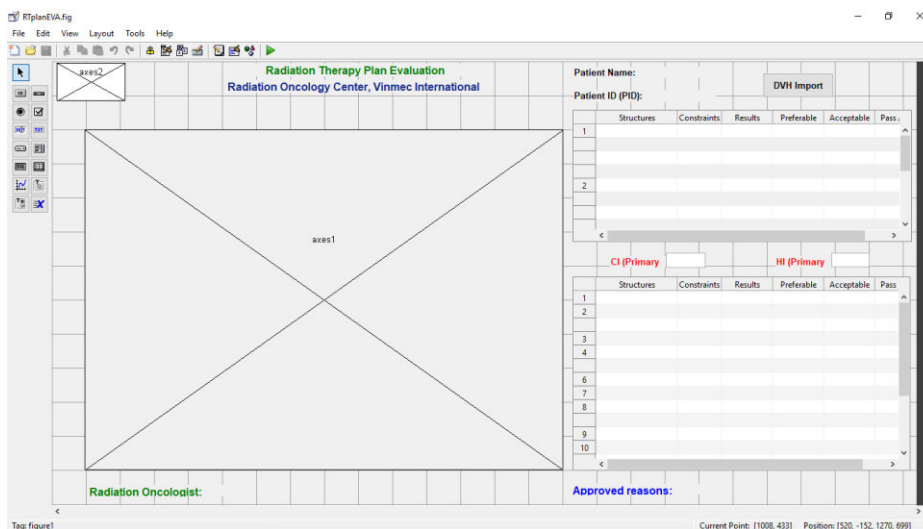 RTplanEVA.fig
File Edit View Layout Tools Help
axes2
Radiation Therapy Plan Evaluation
Radiation Oncology Center, Vinmec International
Patient Name:
Patient ID (PID):
DVH Import
Structures Constraints Results Preferable Acceptable Pass
1
2
axes1
CI (Primary
HI (Primary
Structures Constraints Results Preferable Acceptable Pass
1
2
3
4
6
7
8
9
10
Radiation Oncologist:
Approved reasons:
Tag: figure1
Current Point: [1008, 433] Position: [520, -152, 1270, 699]